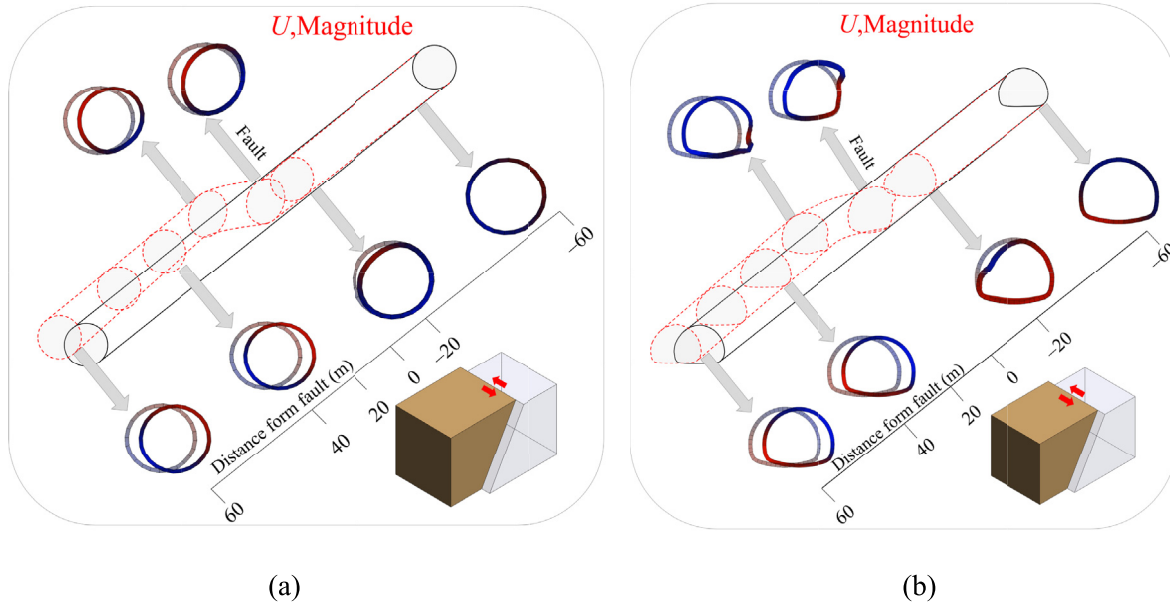 U,Magnitude
Fault
−60
−20
0
20
40
60
Distance form fault (m)
(a)
U,Magnitude
Fault
−60
−20
0
20
40
60
Distance form fault (m)
(b)